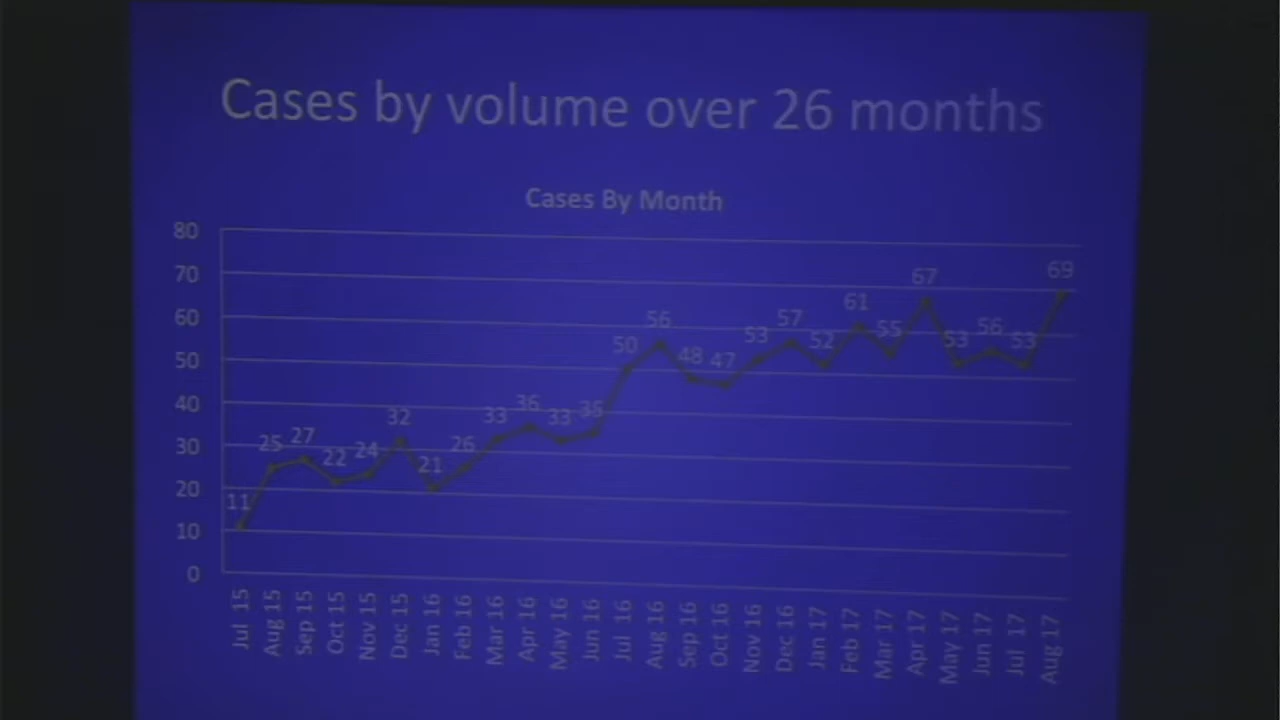 Cases by volume over 26 months
Cases By Month
80
70
60
50
40
30
20
10
0
11
25
27
22
24
32
21
26
33
36
33
35
50
56
48
47
53
57
52
61
55
67
53
56
53
69
Jul 15
Aug 15
Sep 15
Oct 15
Nov 15
Dec 15
Jan 16
Feb 16
Mar 16
Apr 16
May 16
Jun 16
Jul 16
Aug 16
Sep 16
Oct 16
Nov 16
Dec 16
Jan 17
Feb 17
Mar 17
Apr 17
May 17
Jun 17
Jul 17
Aug 17